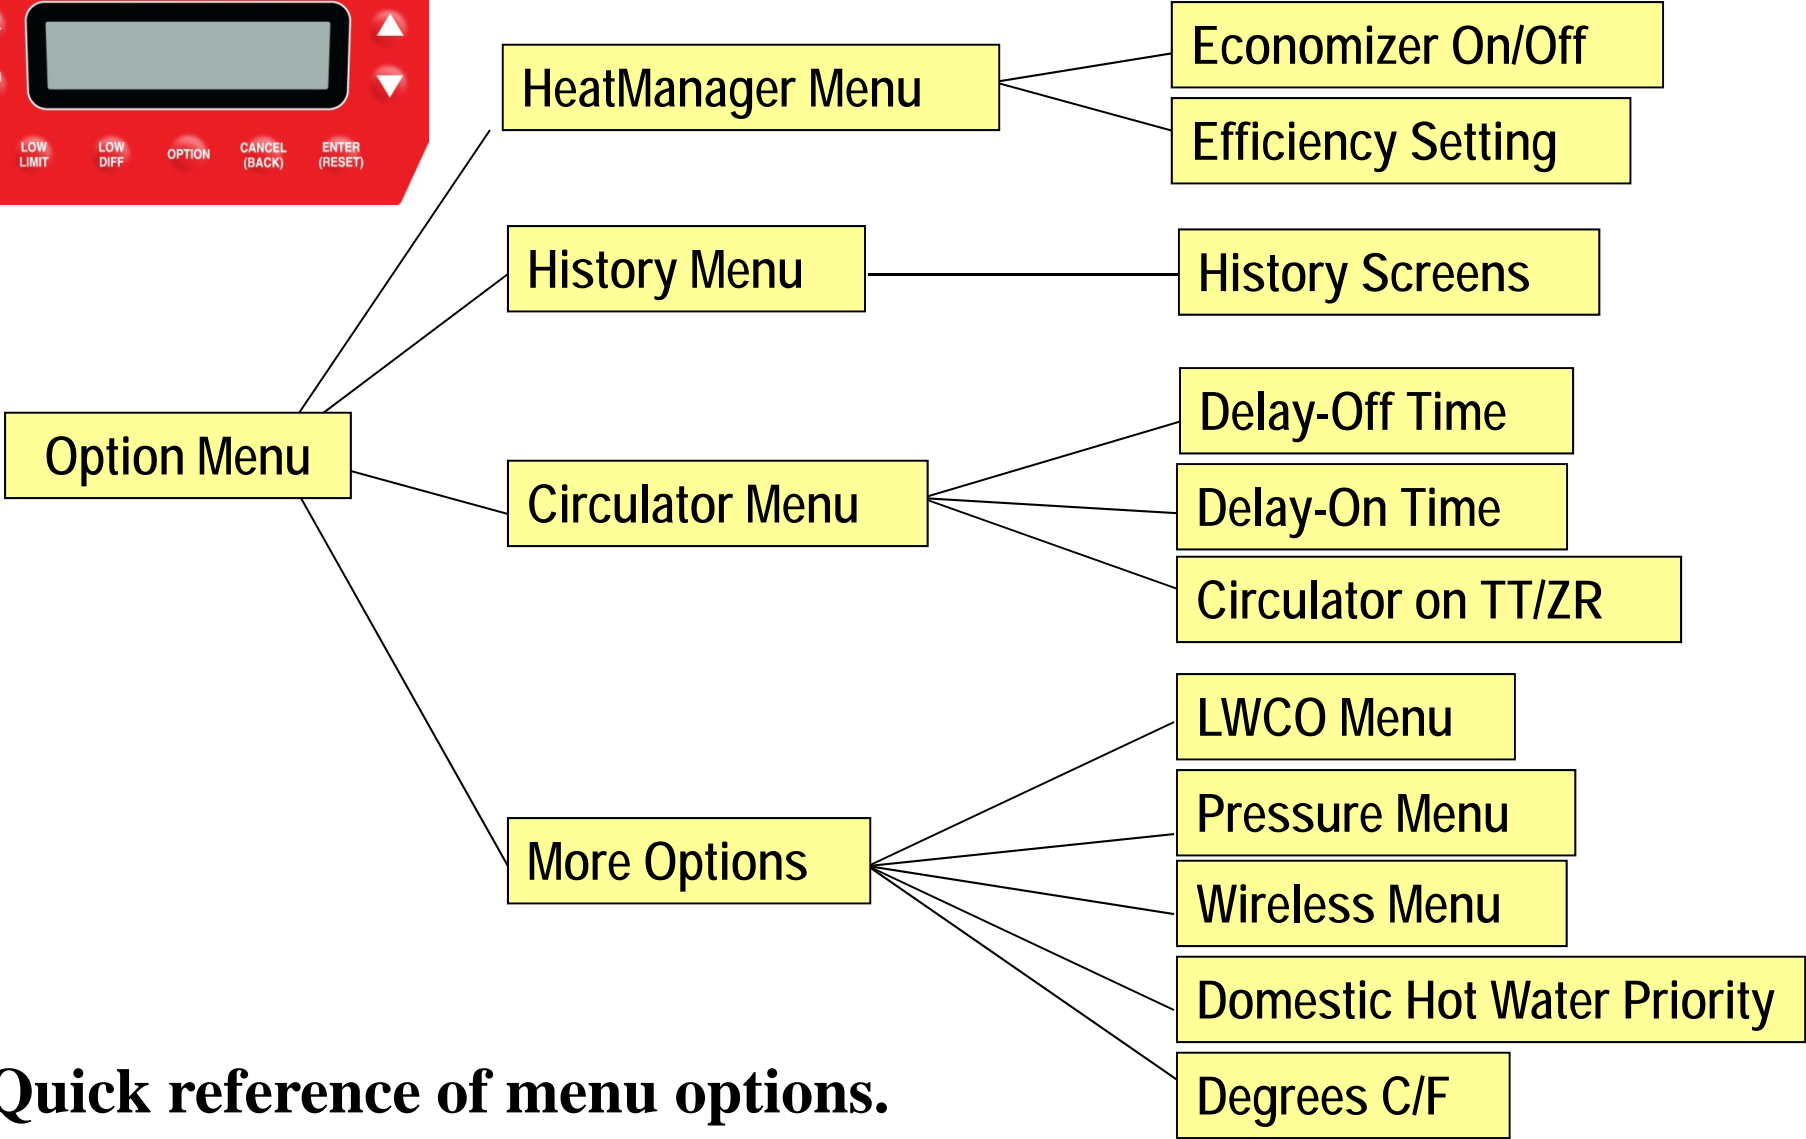 LOW LIMIT
LOW DIFF
OPTION
CANCEL (BACK)
ENTER (RESET)
Option Menu
HeatManager Menu
Economizer On/Off
Efficiency Setting
History Menu
History Screens
Circulator Menu
Delay-Off Time
Delay-On Time
Circulator on TT/ZR
More Options
LWCO Menu
Pressure Menu
Wireless Menu
Domestic Hot Water Priority
Degrees C/F
Quick reference of menu options.